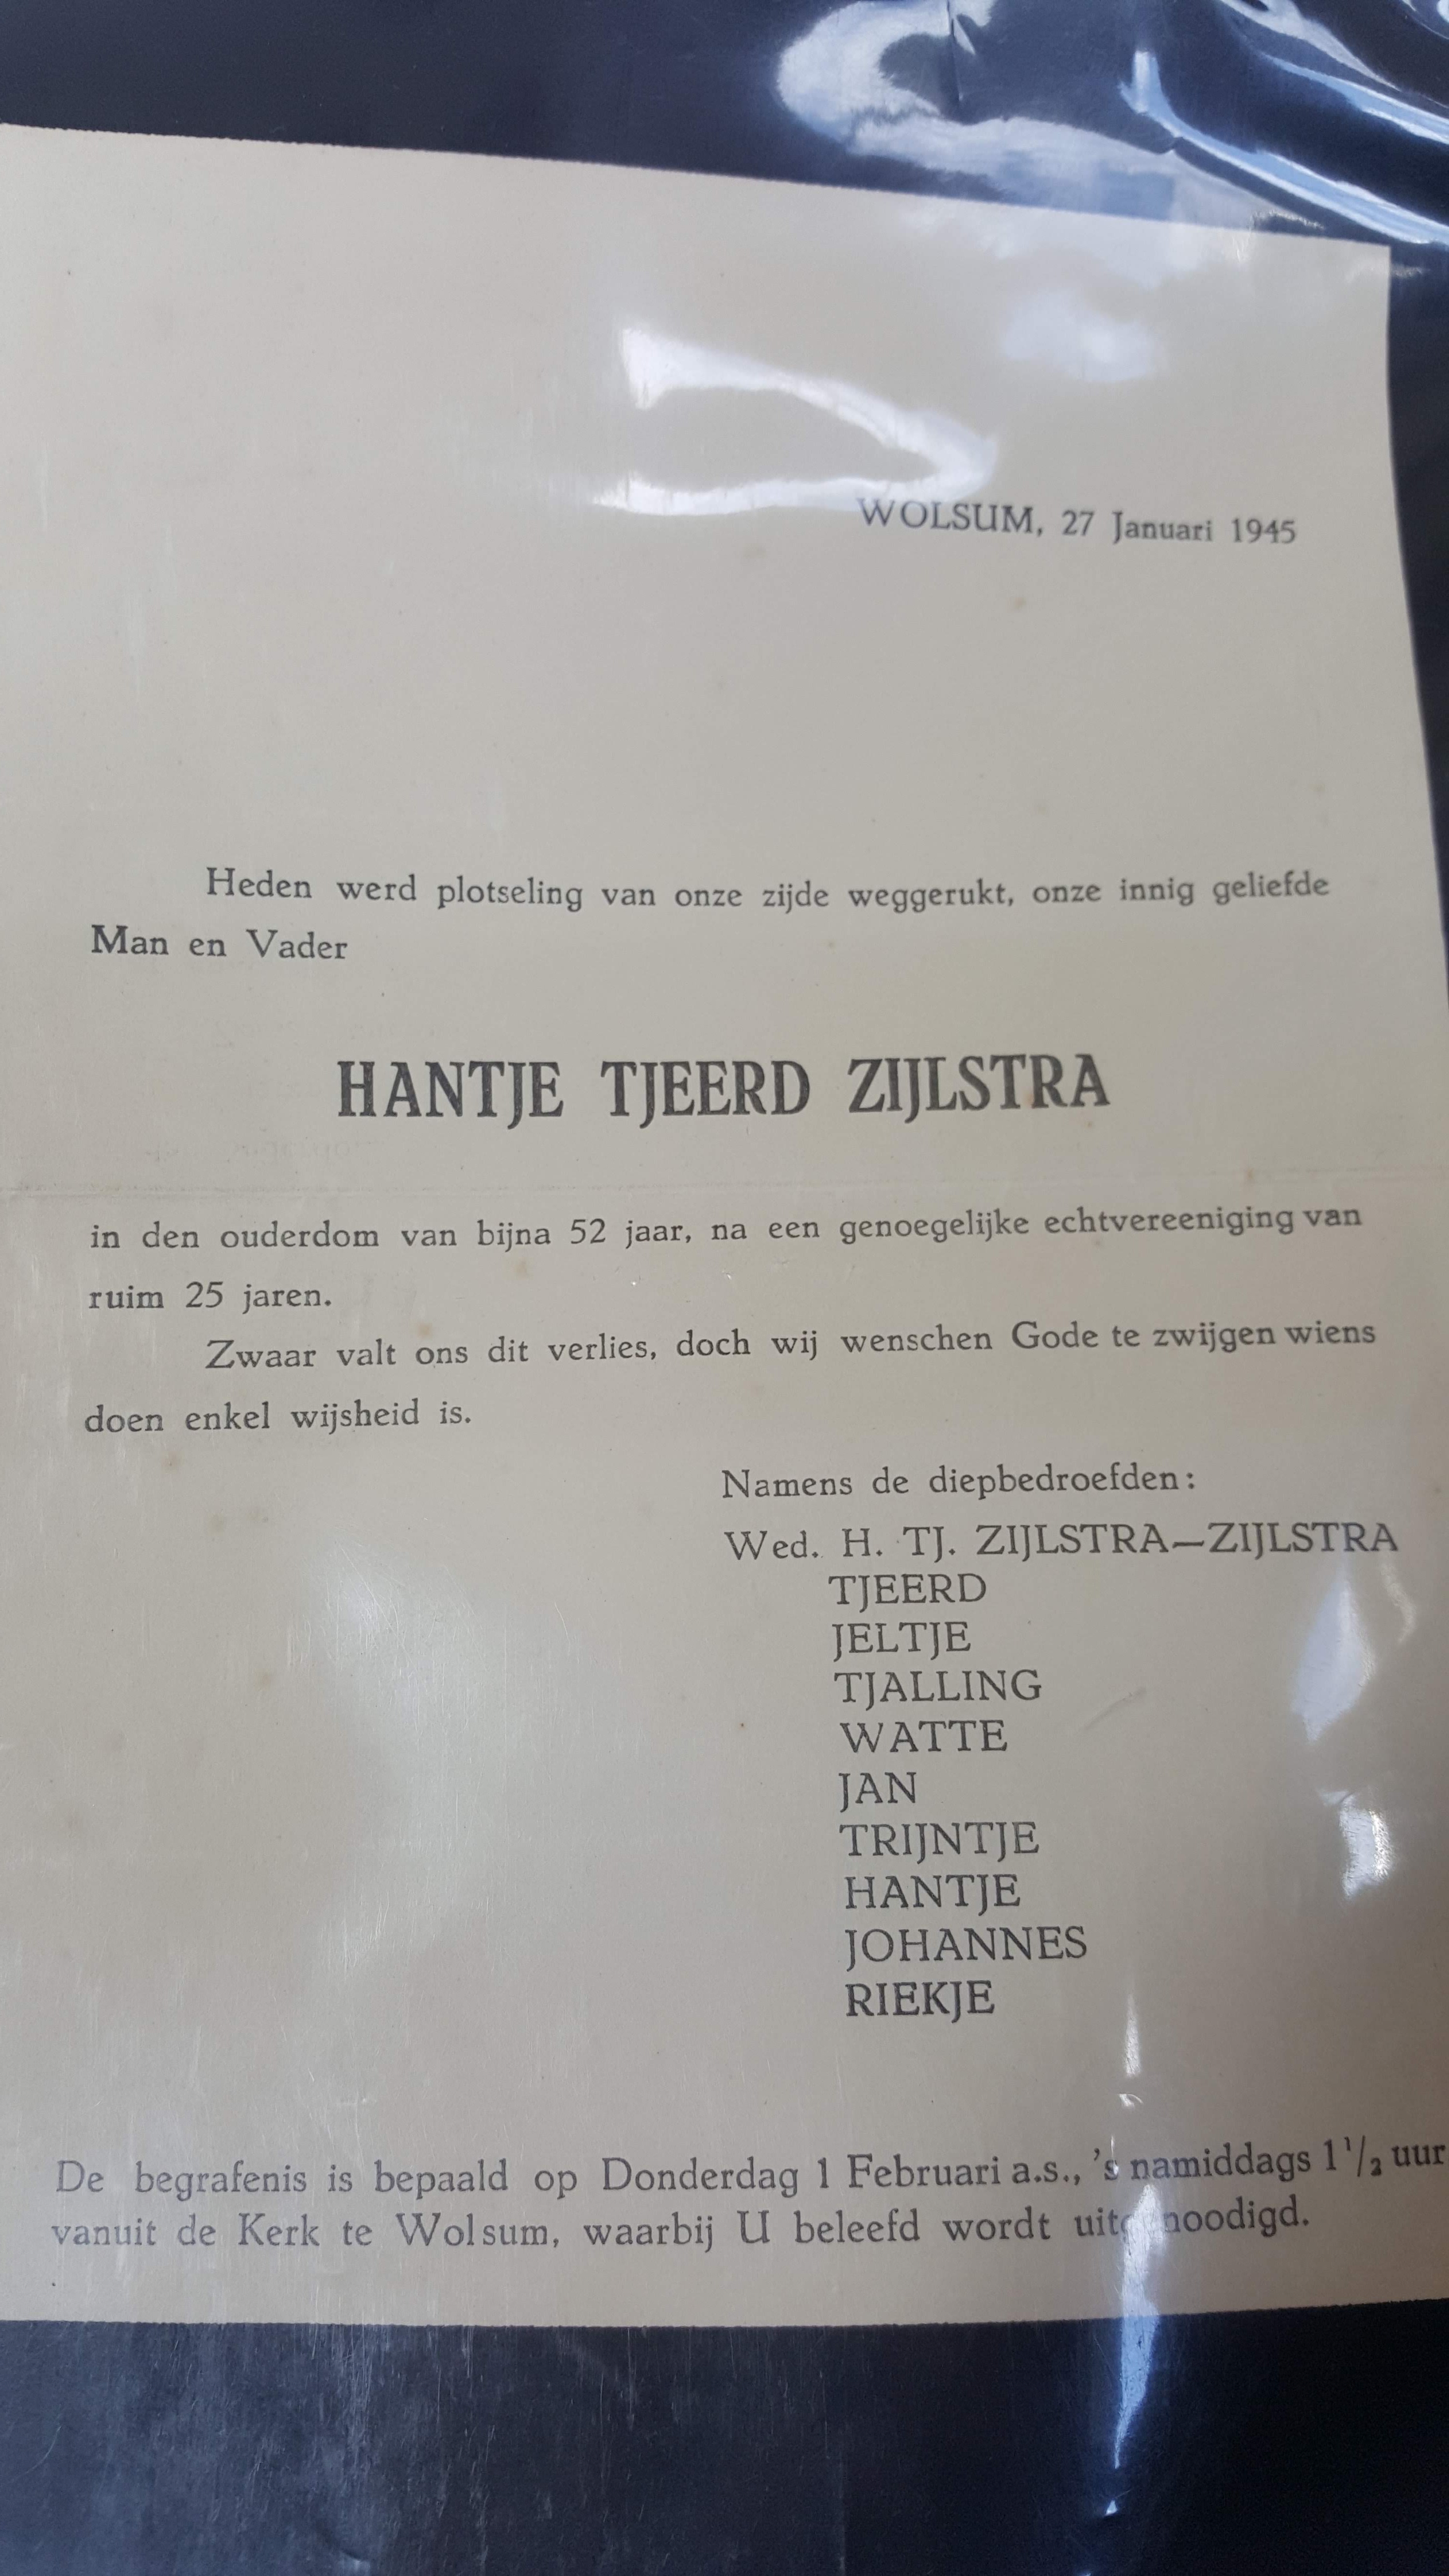 WOLSUM, 27 Januari 1945
Heden werd plotseling van onze zijde weggerukt, onze innig geliefde
Man en Vader
HANTJE TJEERD ZIJLSTRA
in den ouderdom van bijna 52 jaar, na een genoegelijke echtvereeniging van
ruim 25 jaren.
Zwaar valt ons dit verlies, doch wij wenschen Gode te zwijgen wiens
doen enkel wijsheid is.
Namens de diepbedroefden:
Wed. H. TJ. ZIJLSTRA—ZIJLSTRA
TJEERD
JELTJE
TJALLING
WATTE
JAN
TRIJNTJE
HANTJE
JOHANNES
RIEKJE
De begrafenis is bepaald op Donderdag 1 Februari a.s., 's namiddags 1 1/2 uur
vanuit de Kerk te Wolsum, waarbij U beleefd wordt uitgenoodigd.